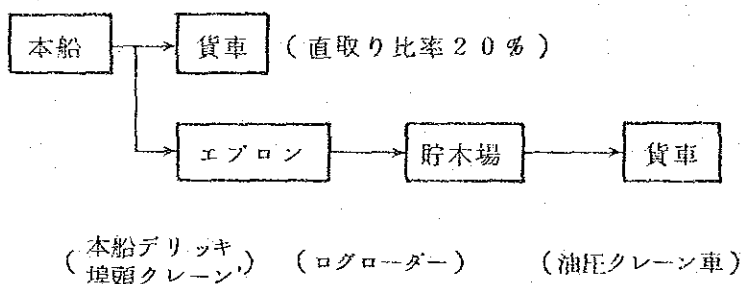 本船 貨車 (直取り比率20%)
エプロン 貯木場 貨車
(本船デリッキ
埠頭クレーン) (ログローダー) (油圧クレーン車)